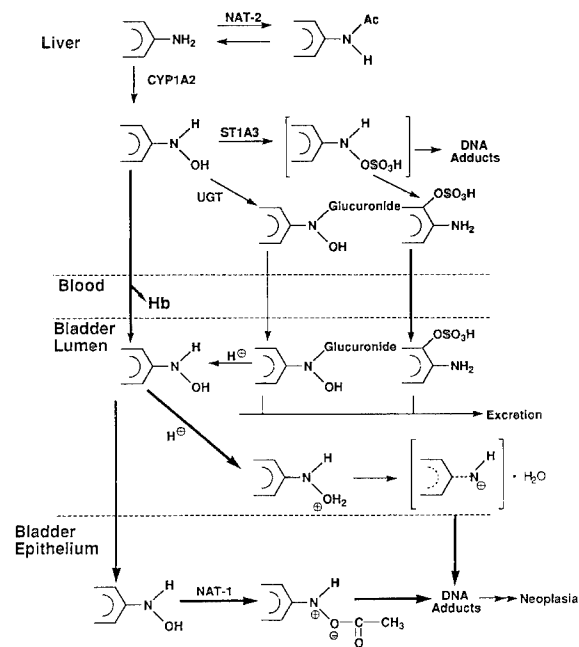 Liver
NH2
NAT-2
Ac
N
H
CYP1A2
H
N
OH
ST1A3
H
N
OSO3H
DNA
Adducts
UGT
Glucuronide
N
OH
OSO3H
NH2
Blood
Hb
Bladder
Lumen
H
N
OH
H⊕
Glucuronide
N
OH
OSO3H
NH2
Excretion
H⊕
H
N
OH2
⊕
H
N
⊕
· H2O
Bladder
Epithelium
H
N
OH
NAT-1
H
N
⊕
O
⊖
C
O
CH3
DNA
Adducts
Neoplasia